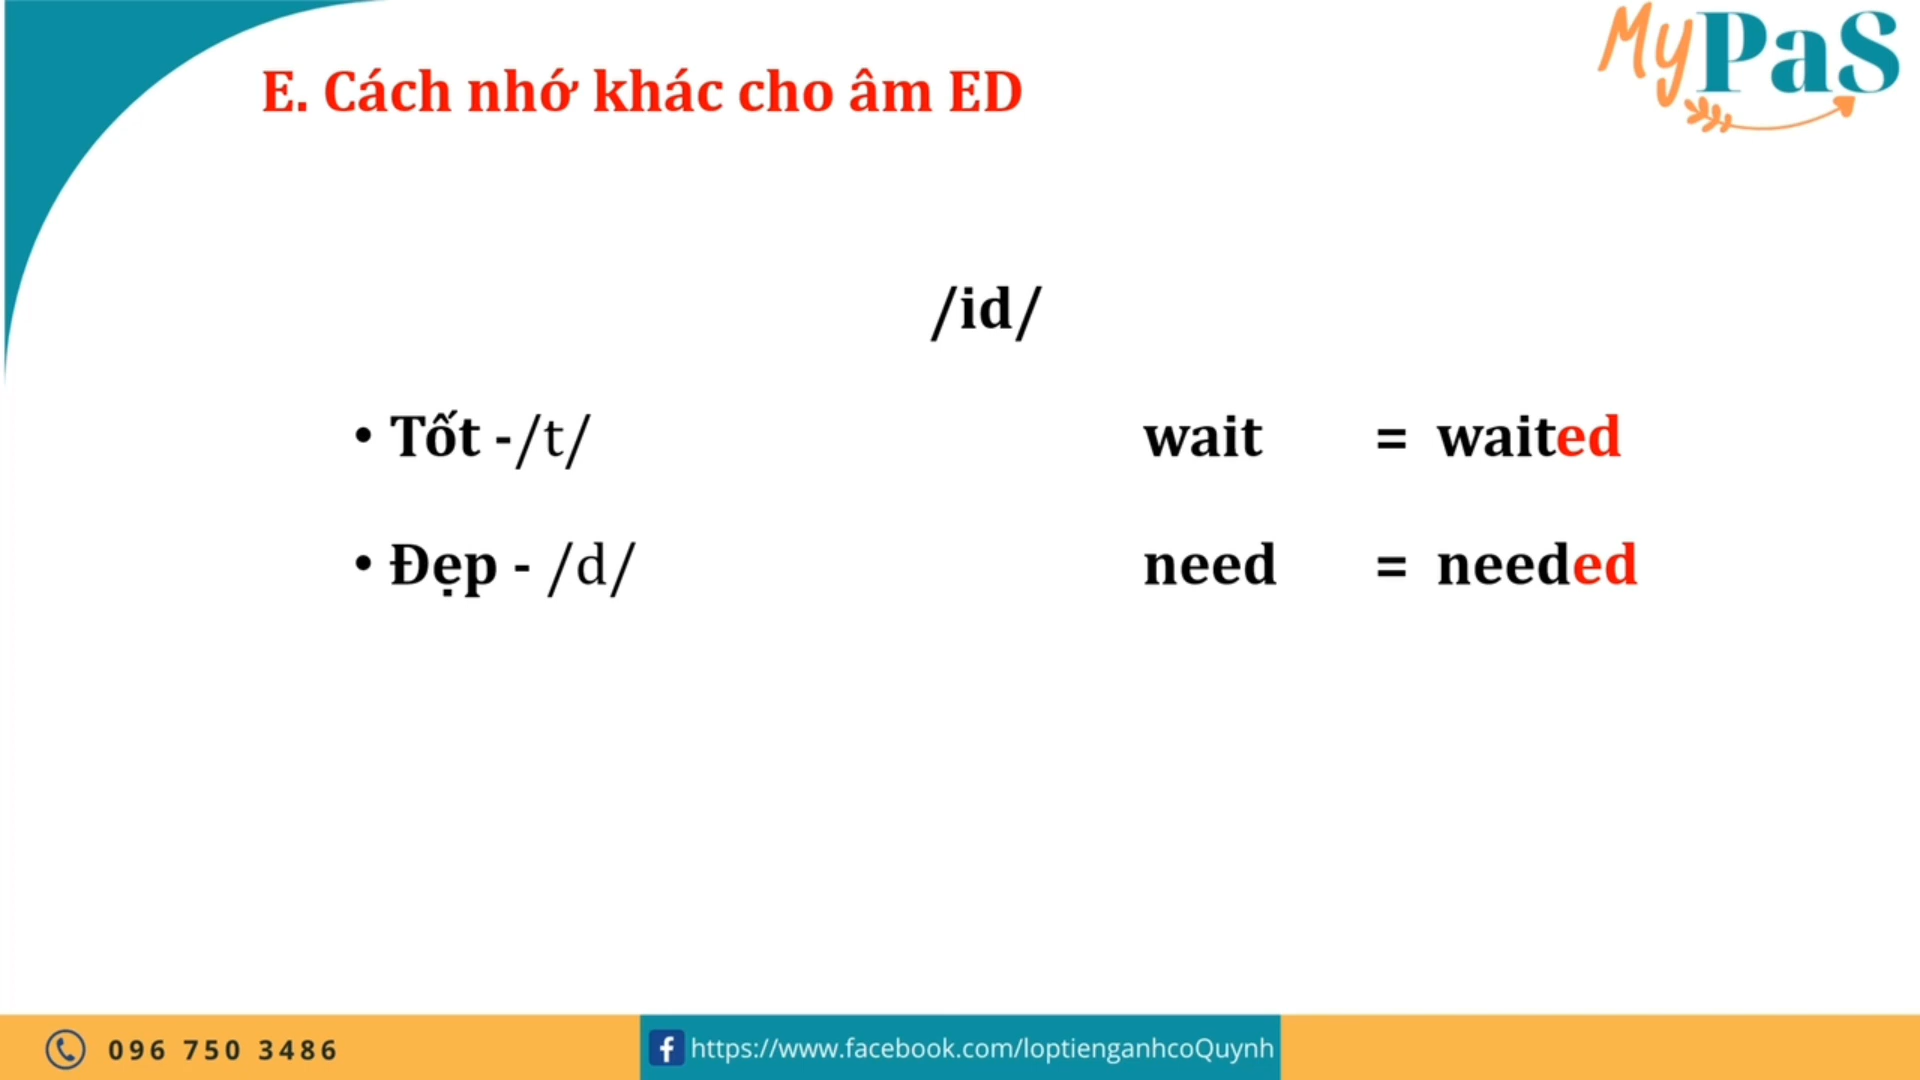 MyPaS
E. Cách nhớ khác cho âm ED
/id/
• Tốt -/t/ wait = waited
• Đẹp - /d/ need = needed
096 750 3486
https://www.facebook.com/loptienganhcoQuynh